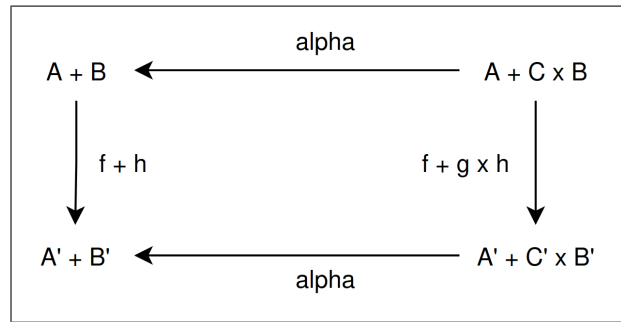 alpha
A + B
A + C x B
f + h
f + g x h
A' + B'
A' + C' x B'
alpha